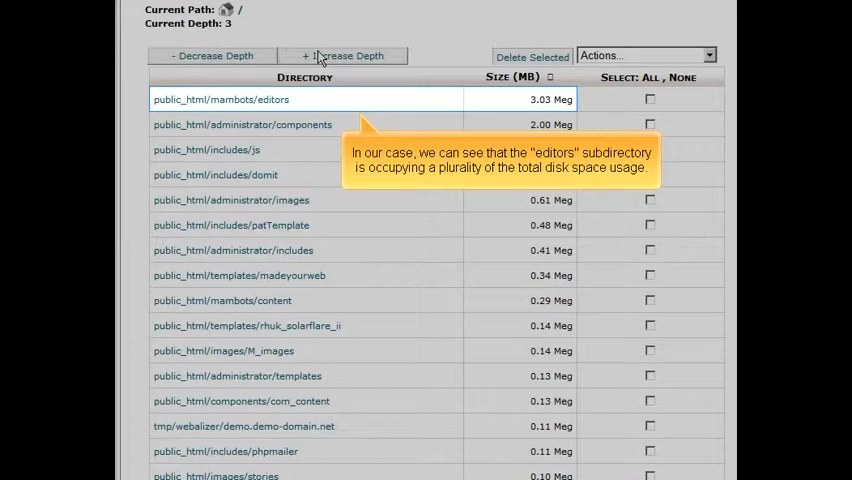 Current Path: /
Current Depth: 3
- Decrease Depth
+ Increase Depth
Delete Selected
Actions...
DIRECTORY
SIZE (MB)
SELECT: ALL , NONE
public_html/mambots/editors
3.03 Meg
public_html/administrator/components
2.00 Meg
In our case, we can see that the "editors" subdirectory
is occupying a plurality of the total disk space usage.
public_html/includes/js
public_html/includes/domit
public_html/administrator/images
0.61 Meg
public_html/includes/patTemplate
0.48 Meg
public_html/administrator/includes
0.41 Meg
public_html/templates/madeyourweb
0.34 Meg
public_html/mambots/content
0.29 Meg
public_html/templates/rhuk_solarflare_ii
0.14 Meg
public_html/images/M_images
0.14 Meg
public_html/administrator/templates
0.13 Meg
public_html/components/com_content
0.13 Meg
tmp/webalizer/demo.demo-domain.net
0.11 Meg
public_html/includes/phpmailer
0.11 Meg
public_html/images/stories
0.10 Meg